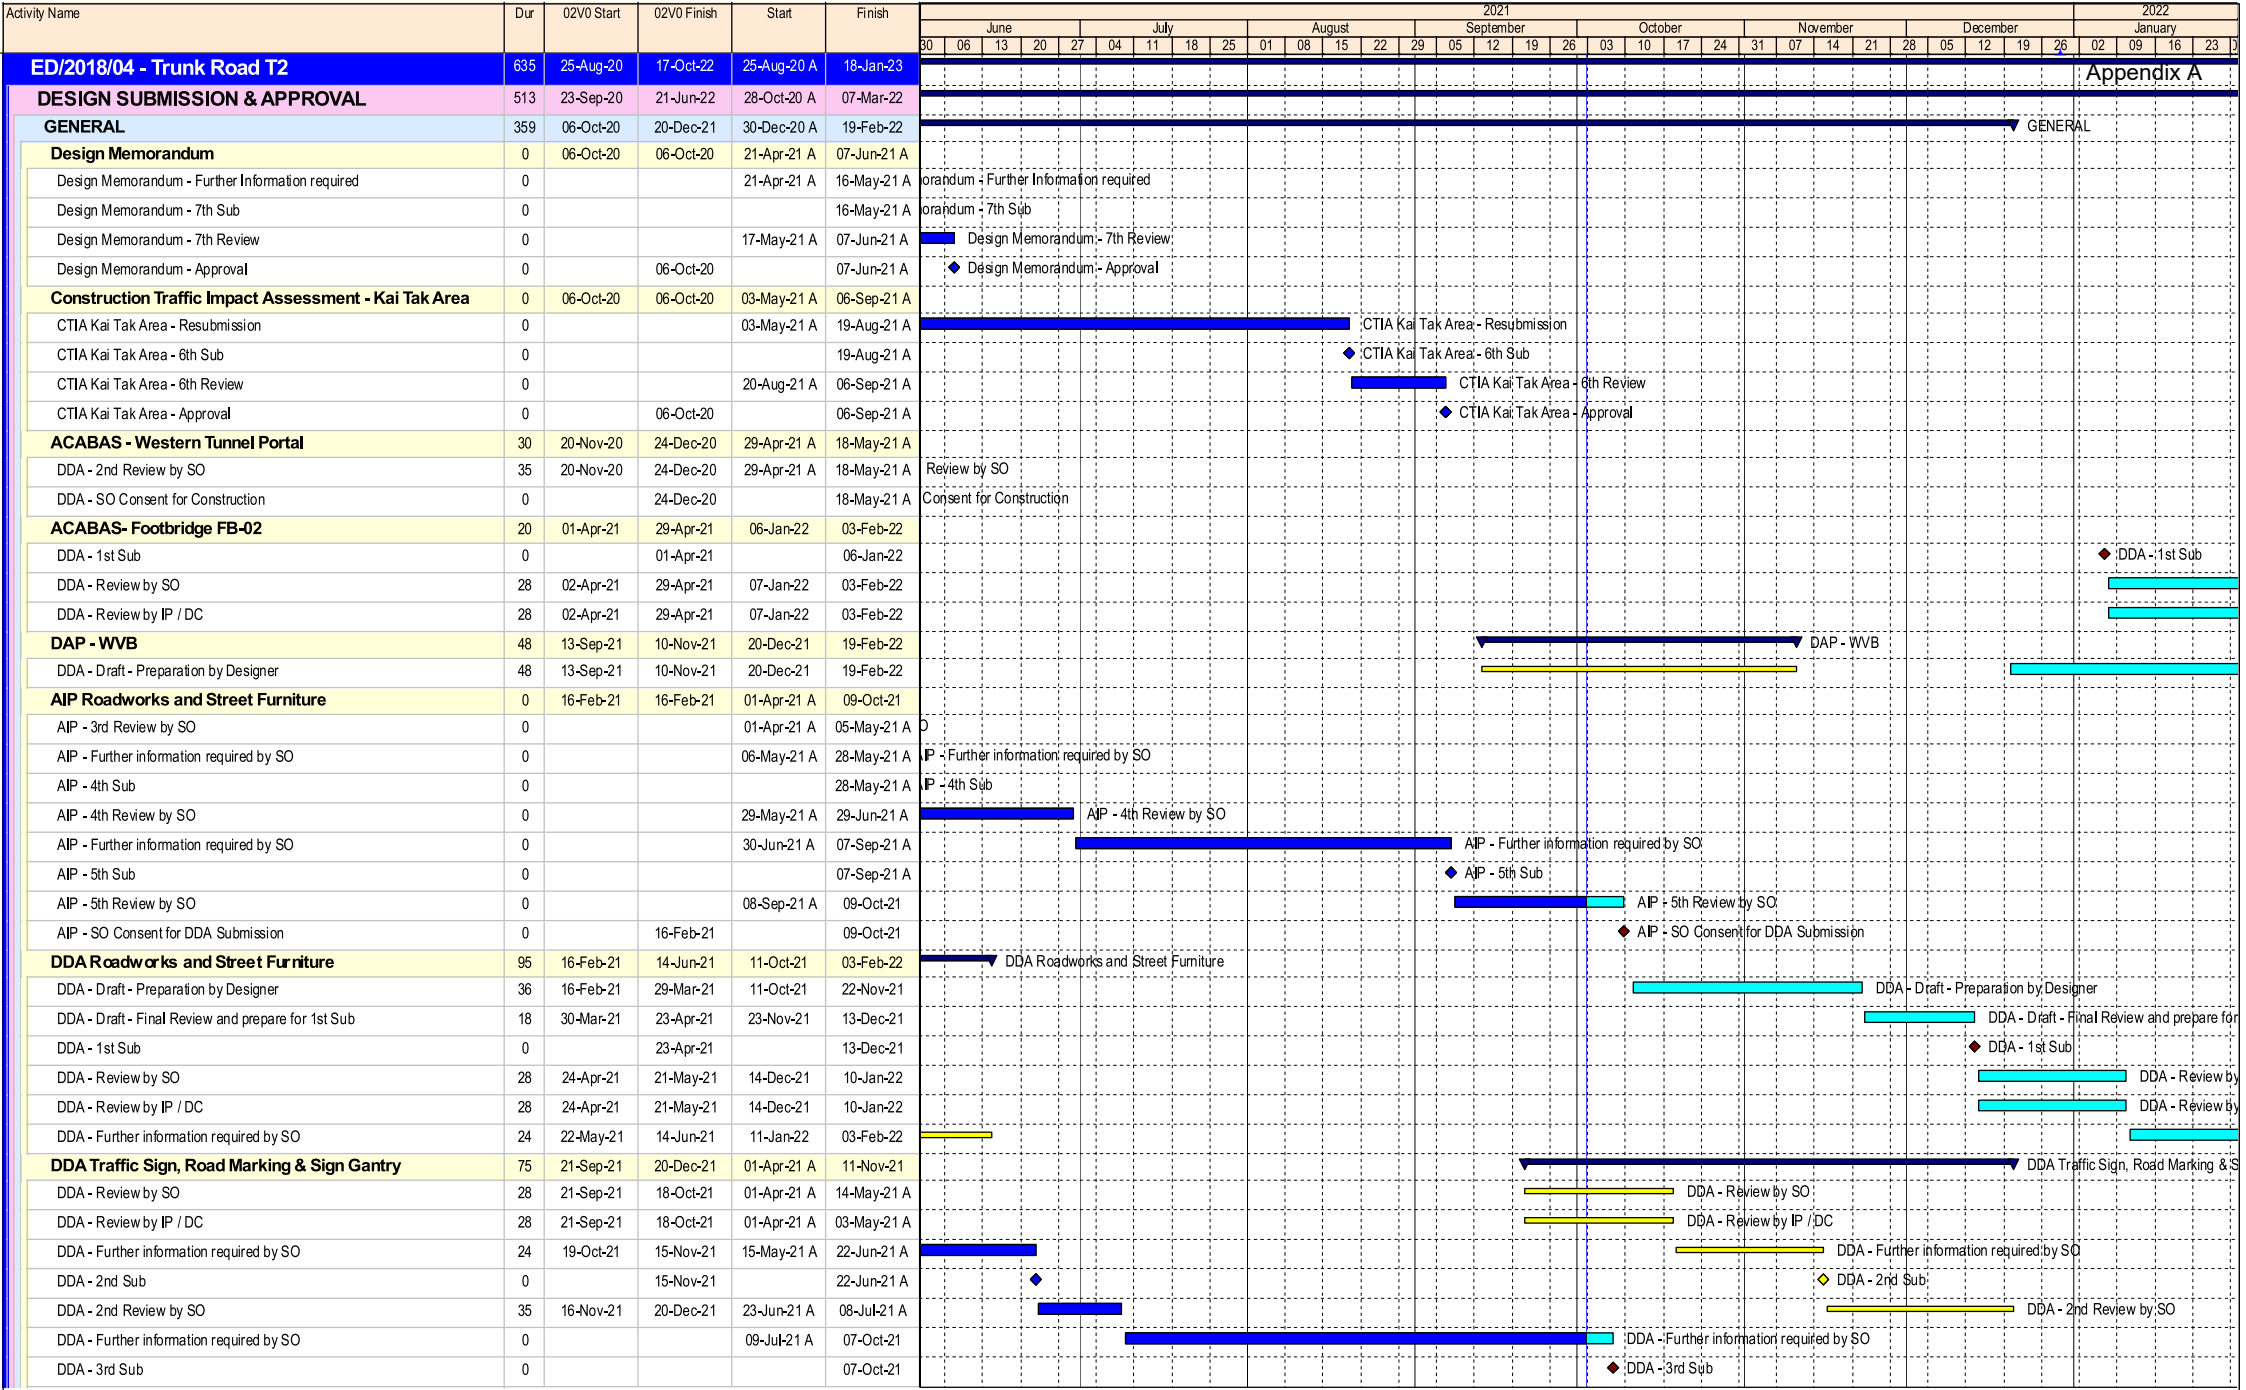 Activity Name Dur 02V0 Start 02V0 Finish Start Finish 2021 2022
June July August September October November December January
30 06 13 20 27 04 11 18 25 01 08 15 22 29 05 12 19 26 03 10 17 24 31 07 14 21 28 05 12 19 26 02 09 16 23
ED/2018/04 - Trunk Road T2 635 25-Aug-20 17-Oct-22 25-Aug-20 A 18-Jan-23 Appendix A
DESIGN SUBMISSION & APPROVAL 513 23-Sep-20 21-Jun-22 28-Oct-20 A 07-Mar-22
GENERAL 359 06-Oct-20 20-Dec-21 30-Dec-20 A 19-Feb-22 GENERAL
Design Memorandum 0 06-Oct-20 06-Oct-20 21-Apr-21 A 07-Jun-21 A
Design Memorandum - Further Information required 0 21-Apr-21 A 16-May-21 A orandum - Further Information required
Design Memorandum - 7th Sub 0 16-May-21 A orandum - 7th Sub
Design Memorandum - 7th Review 0 17-May-21 A 07-Jun-21 A Design Memorandum - 7th Review
Design Memorandum - Approval 0 06-Oct-20 07-Jun-21 A Design Memorandum - Approval
Construction Traffic Impact Assessment - Kai Tak Area 0 06-Oct-20 06-Oct-20 03-May-21 A 06-Sep-21 A
CTIA Kai Tak Area - Resubmission 0 03-May-21 A 19-Aug-21 A CTIA Kai Tak Area - Resubmission
CTIA Kai Tak Area - 6th Sub 0 19-Aug-21 A CTIA Kai Tak Area - 6th Sub
CTIA Kai Tak Area - 6th Review 0 20-Aug-21 A 06-Sep-21 A CTIA Kai Tak Area - 6th Review
CTIA Kai Tak Area - Approval 0 06-Oct-20 06-Sep-21 A CTIA Kai Tak Area - Approval
ACABAS - Western Tunnel Portal 30 20-Nov-20 24-Dec-20 29-Apr-21 A 18-May-21 A
DDA - 2nd Review by SO 35 20-Nov-20 24-Dec-20 29-Apr-21 A 18-May-21 A Review by SO
DDA - SO Consent for Construction 0 24-Dec-20 18-May-21 A Consent for Construction
ACABAS- Footbridge FB-02 20 01-Apr-21 29-Apr-21 06-Jan-22 03-Feb-22
DDA - 1st Sub 0 01-Apr-21 06-Jan-22 DDA - 1st Sub
DDA - Review by SO 28 02-Apr-21 29-Apr-21 07-Jan-22 03-Feb-22
DDA - Review by IP / DC 28 02-Apr-21 29-Apr-21 07-Jan-22 03-Feb-22
DAP - WVB 48 13-Sep-21 10-Nov-21 20-Dec-21 19-Feb-22 DAP - WVB
DDA - Draft - Preparation by Designer 48 13-Sep-21 10-Nov-21 20-Dec-21 19-Feb-22
AIP Roadworks and Street Furniture 0 16-Feb-21 16-Feb-21 01-Apr-21 A 09-Oct-21
AIP - 3rd Review by SO 0 01-Apr-21 A 05-May-21 A O
AIP - Further information required by SO 0 06-May-21 A 28-May-21 A IP - Further information required by SO
AIP - 4th Sub 0 28-May-21 A IP - 4th Sub
AIP - 4th Review by SO 0 29-May-21 A 29-Jun-21 A AIP - 4th Review by SO
AIP - Further information required by SO 0 30-Jun-21 A 07-Sep-21 A AIP - Further information required by SO
AIP - 5th Sub 0 07-Sep-21 A AIP - 5th Sub
AIP - 5th Review by SO 0 08-Sep-21 A 09-Oct-21 AIP - 5th Review by SO
AIP - SO Consent for DDA Submission 0 16-Feb-21 09-Oct-21 AIP - SO Consent for DDA Submission
DDA Roadworks and Street Furniture 95 16-Feb-21 14-Jun-21 11-Oct-21 03-Feb-22 DDA Roadworks and Street Furniture
DDA - Draft - Preparation by Designer 36 16-Feb-21 29-Mar-21 11-Oct-21 22-Nov-21 DDA - Draft - Preparation by Designer
DDA - Draft - Final Review and prepare for 1st Sub 18 30-Mar-21 23-Apr-21 23-Nov-21 13-Dec-21 DDA - Draft - Final Review and prepare for
DDA - 1st Sub 0 23-Apr-21 13-Dec-21 DDA - 1st Sub
DDA - Review by SO 28 24-Apr-21 21-May-21 14-Dec-21 10-Jan-22 DDA - Review by
DDA - Review by IP / DC 28 24-Apr-21 21-May-21 14-Dec-21 10-Jan-22 DDA - Review by
DDA - Further information required by SO 24 22-May-21 14-Jun-21 11-Jan-22 03-Feb-22
DDA Traffic Sign, Road Marking & Sign Gantry 75 21-Sep-21 20-Dec-21 01-Apr-21 A 11-Nov-21 DDA Traffic Sign, Road Marking & S
DDA - Review by SO 28 21-Sep-21 18-Oct-21 01-Apr-21 A 14-May-21 A DDA - Review by SO
DDA - Review by IP / DC 28 21-Sep-21 18-Oct-21 01-Apr-21 A 03-May-21 A DDA - Review by IP / DC
DDA - Further information required by SO 24 19-Oct-21 15-Nov-21 15-May-21 A 22-Jun-21 A DDA - Further information required by SO
DDA - 2nd Sub 0 15-Nov-21 22-Jun-21 A DDA - 2nd Sub
DDA - 2nd Review by SO 35 16-Nov-21 20-Dec-21 23-Jun-21 A 08-Jul-21 A DDA - 2nd Review by SO
DDA - Further information required by SO 0 09-Jul-21 A 07-Oct-21 DDA - Further information required by SO
DDA - 3rd Sub 0 07-Oct-21 DDA - 3rd Sub